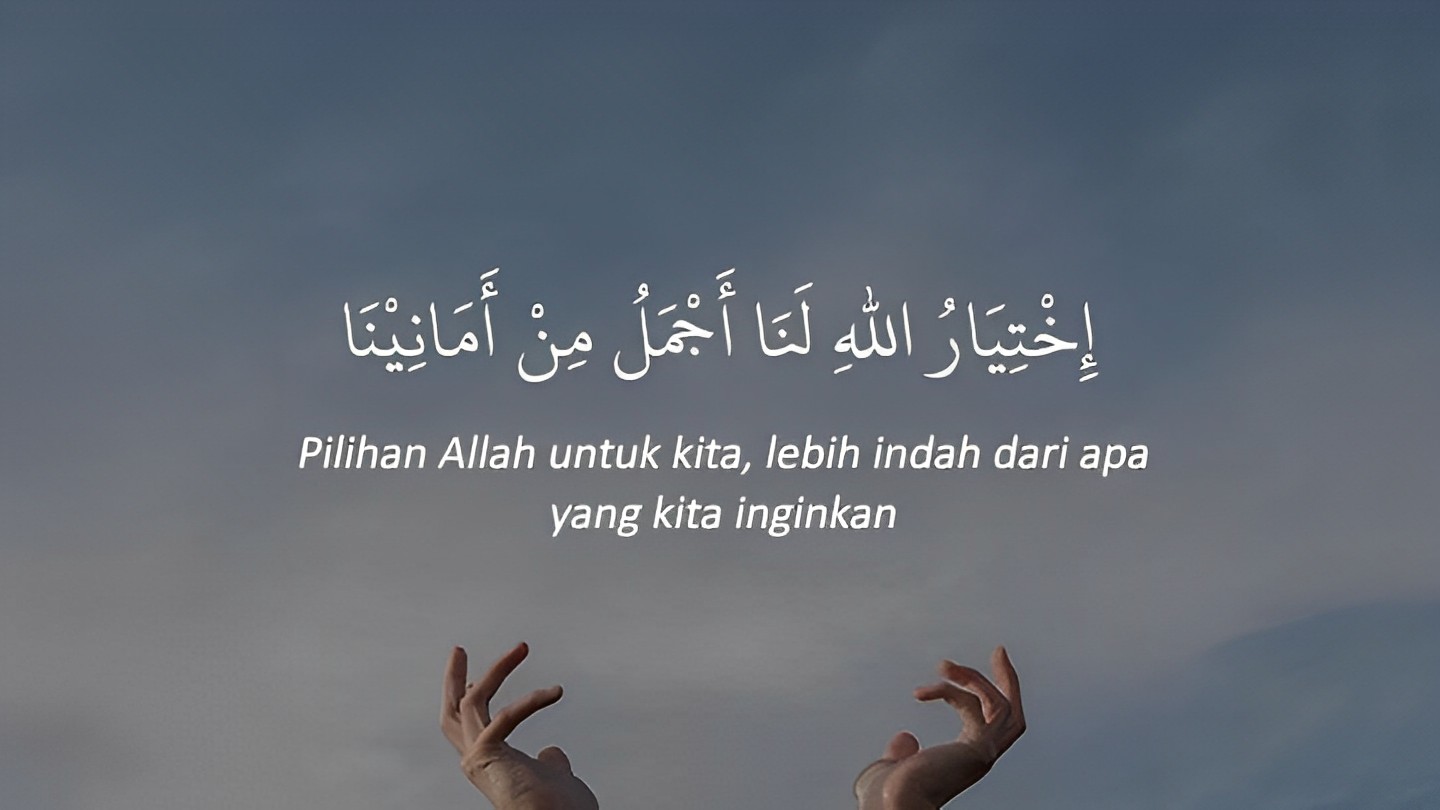 إِخْتِيَارُ اللهِ لَنَا أَجْمَلُ مِنْ أَمَانِيْنَا
Pilihan Allah untuk kita, lebih indah dari apa
yang kita inginkan